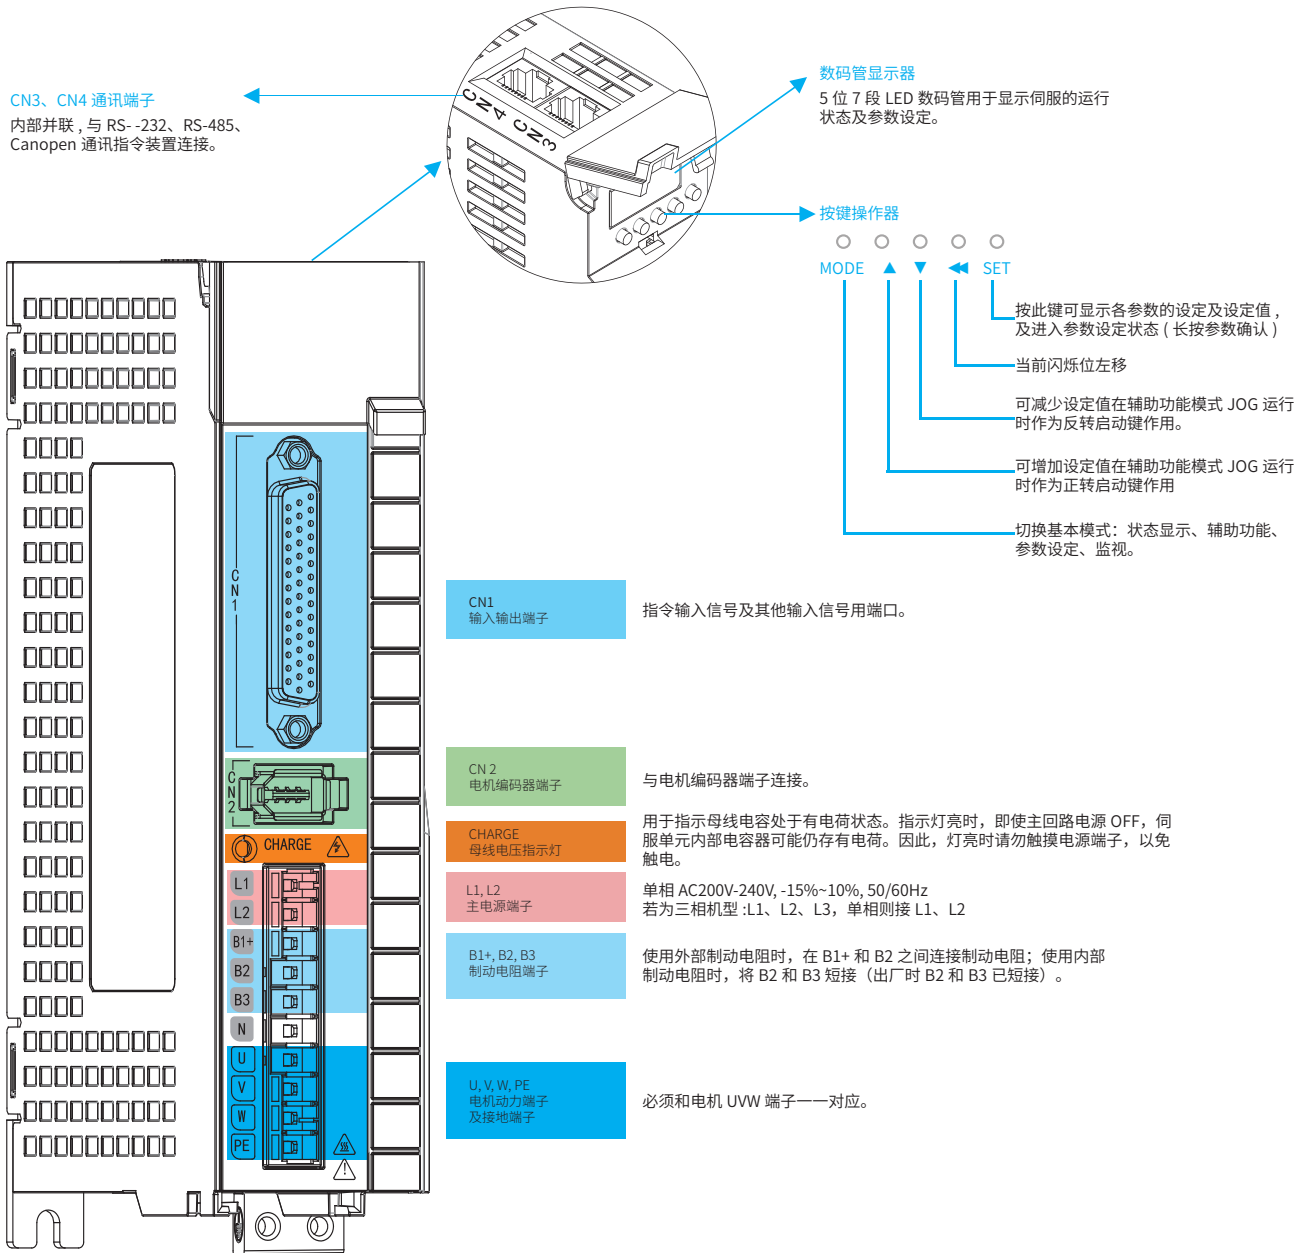 CN3、CN4 通讯端子
内部并联 , 与 RS- -232、RS-485、
Canopen 通讯指令装置连接。
CN4
CN3
数码管显示器
5 位 7 段 LED 数码管用于显示伺服的运行
状态及参数设定。
按键操作器
MODE ▲ ▼ ◀◀ SET
按此键可显示各参数的设定及设定值 ,
及进入参数设定状态 ( 长按参数确认 )
当前闪烁位左移
可减少设定值在辅助功能模式 JOG 运行
时作为反转启动键作用。
可增加设定值在辅助功能模式 JOG 运行
时作为正转启动键作用
切换基本模式：状态显示、辅助功能、
参数设定、监视。
CN1
CN1
输入输出端子
指令输入信号及其他输入信号用端口。
CN2
CN 2
电机编码器端子
与电机编码器端子连接。
CHARGE
CHARGE
母线电压指示灯
用于指示母线电容处于有电荷状态。指示灯亮时，即使主回路电源 OFF，伺
服单元内部电容器可能仍存有电荷。因此，灯亮时请勿触摸电源端子，以免
触电。
L1
L2
L1, L2
主电源端子
单相 AC200V-240V, -15%~10%, 50/60Hz
若为三相机型 :L1、L2、L3，单相则接 L1、L2
B1+
B2
B3
B1+, B2, B3
制动电阻端子
使用外部制动电阻时，在 B1+ 和 B2 之间连接制动电阻；使用内部
制动电阻时，将 B2 和 B3 短接（出厂时 B2 和 B3 已短接）。
N
U
V
W
PE
U, V, W, PE
电机动力端子
及接地端子
必须和电机 UVW 端子一一对应。